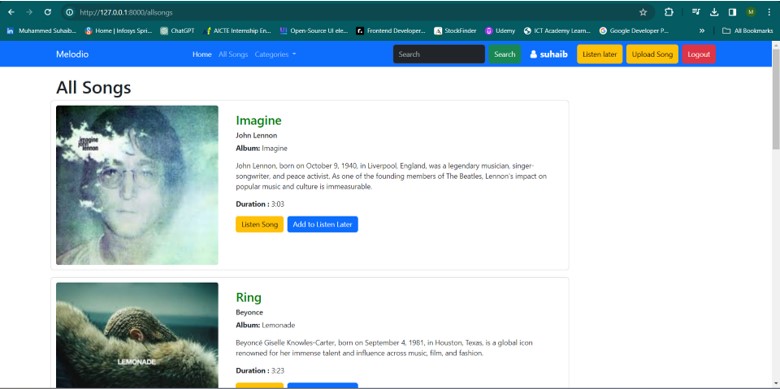 http://127.0.0.1:8000/allsongs
Muhammed Suhaib... Home | Infosys Spri... ChatGPT AICTE Internship En... Open-Source UI ele... Frontend Developer... StockFinder Udemy ICT Academy Learn... Google Developer P... » All Bookmarks
Melodio Home All Songs Categories Search Search suhaib Listen later Upload Song Logout
All Songs
Imagine
John Lennon
Album: Imagine
John Lennon, born on October 9, 1940, in Liverpool, England, was a legendary musician, singer-
songwriter, and peace activist. As one of the founding members of The Beatles, Lennon's impact on
popular music and culture is immeasurable.
Duration : 3:03
Listen Song Add to Listen Later
Ring
Beyonce
Album: Lemonade
Beyoncé Giselle Knowles-Carter, born on September 4, 1981, in Houston, Texas, is a global icon
renowned for her immense talent and influence across music, film, and fashion.
Duration : 3:23
LEMONADE